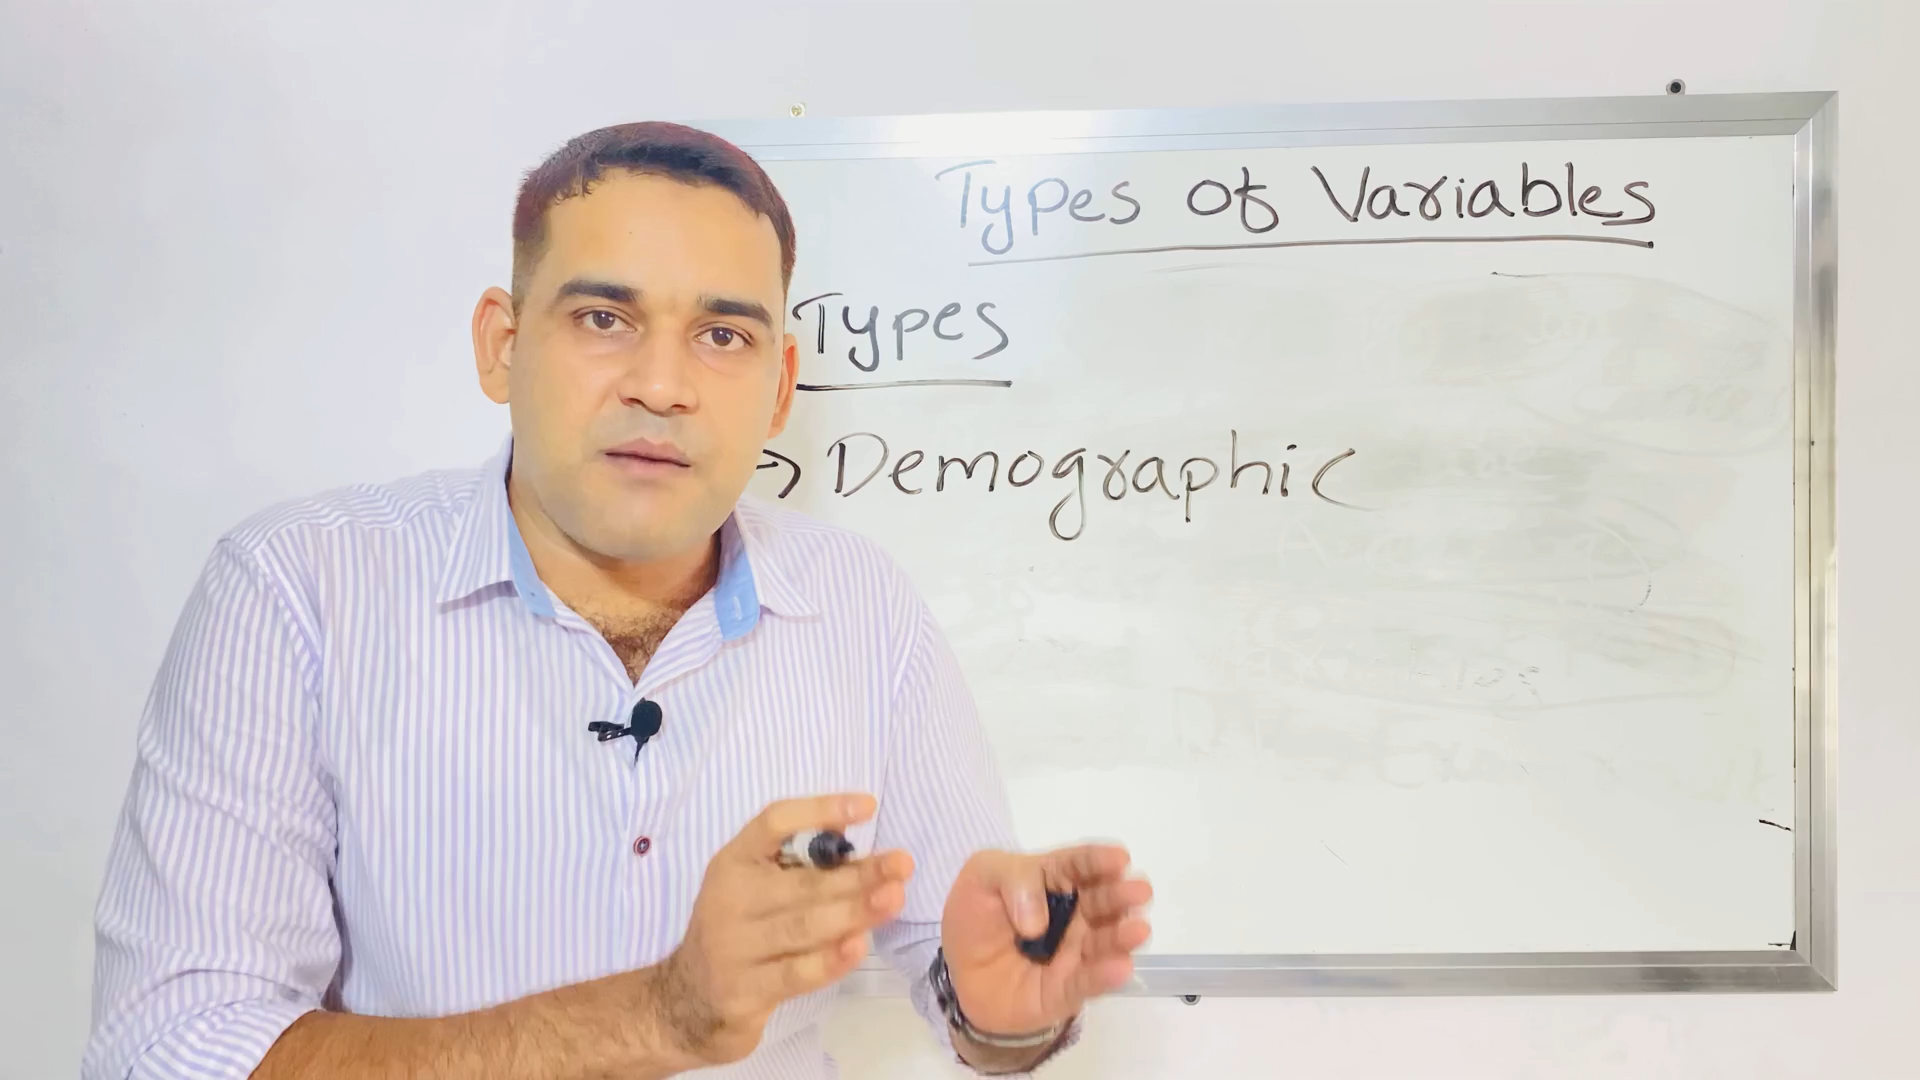 Types of Variables
Types
→ Demographic